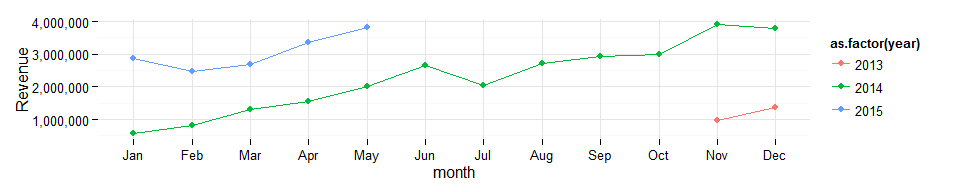 4,000,000
3,000,000
2,000,000
1,000,000
Revenue
Jan Feb Mar Apr May Jun Jul Aug Sep Oct Nov Dec
month
as.factor(year)
2013
2014
2015